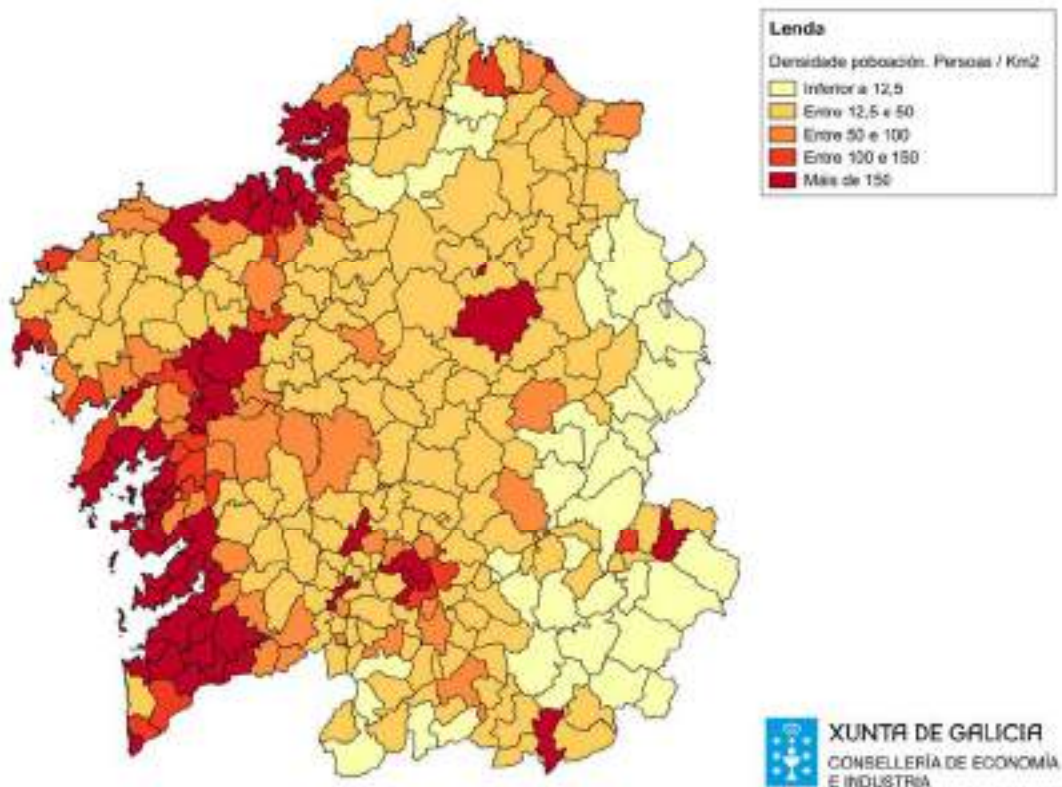 Lenda
Densidade poboación. Persoas / Km2
Inferior a 12,5
Entre 12,5 e 50
Entre 50 e 100
Entre 100 e 150
Máis de 150
XUNTA DE GALICIA
CONSELLERÍA DE ECONOMÍA
E INDUSTRIA